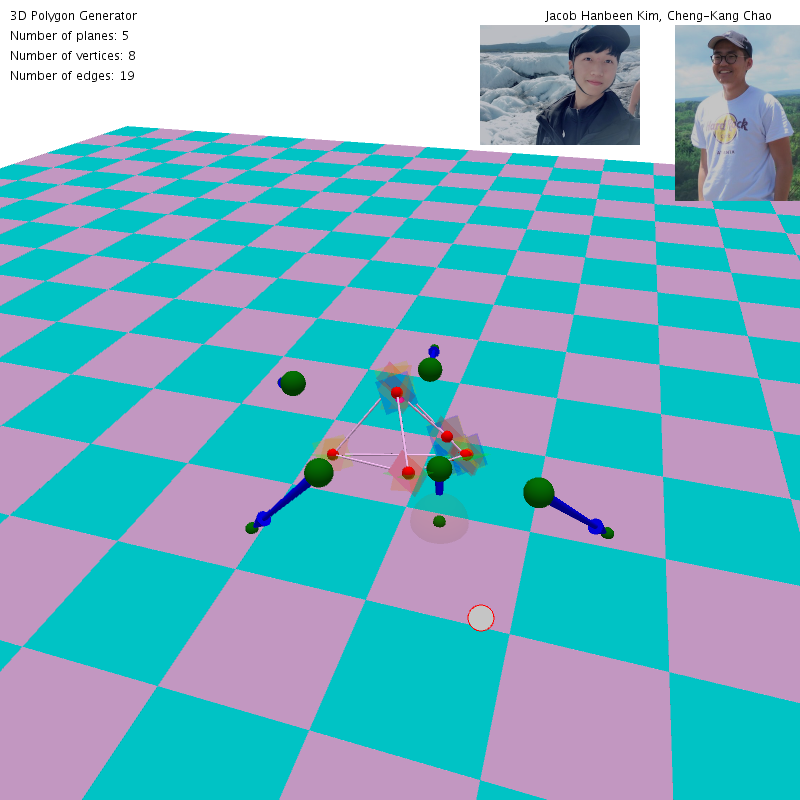 3D Polygon Generator
Jacob Hanbeen Kim, Cheng-Kang Chao
Number of planes: 5
Number of vertices: 8
Number of edges: 19